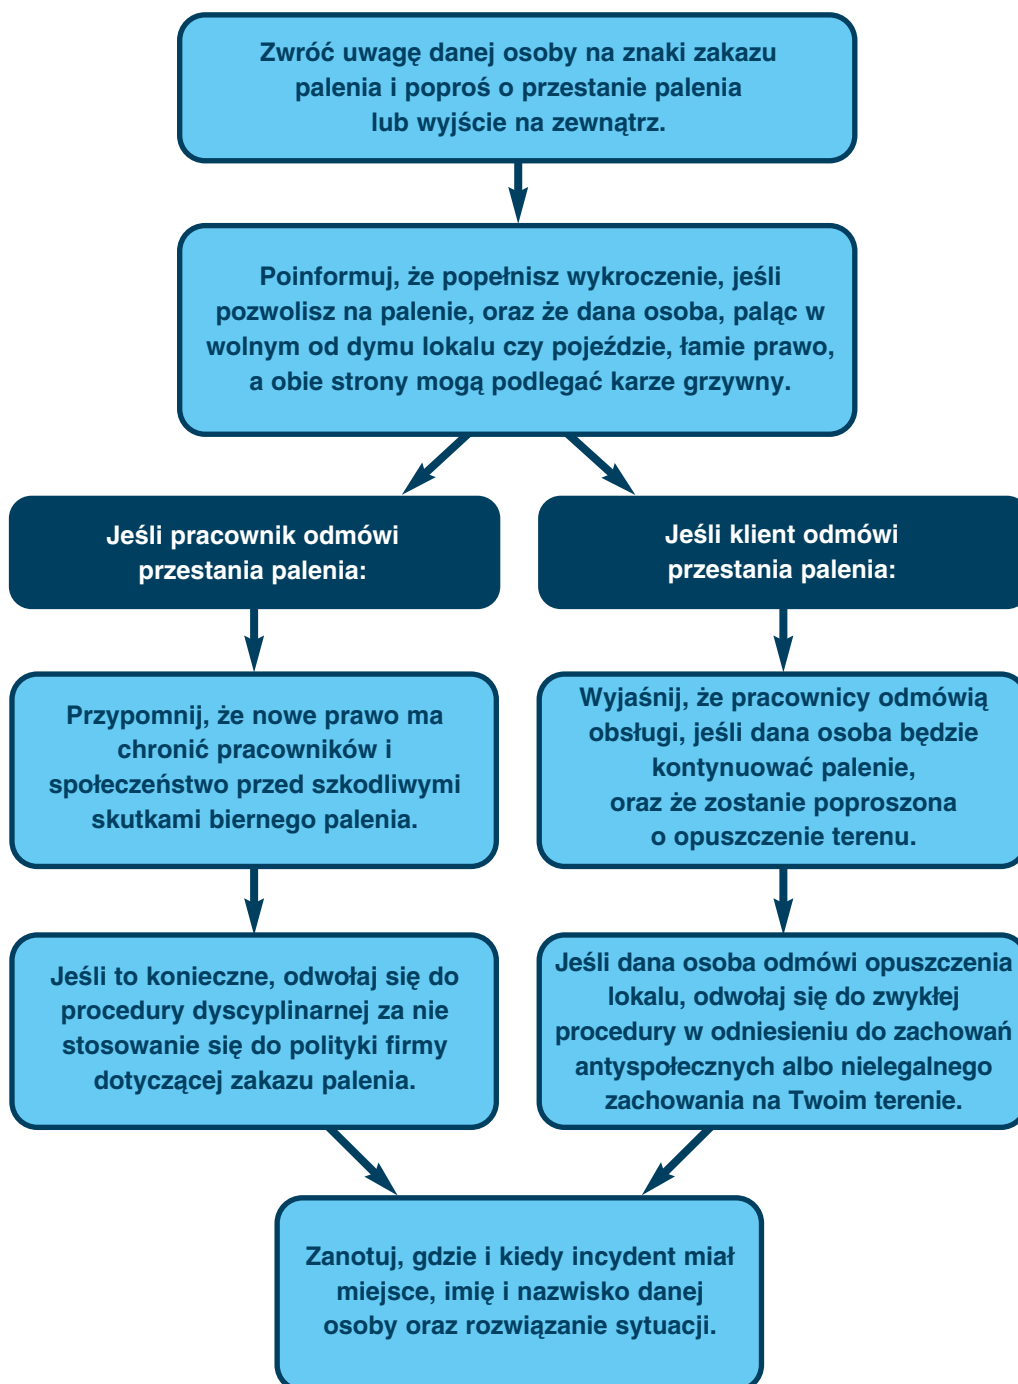 Zwróć uwagę danej osoby na znaki zakazu
palenia i poproś o przestanie palenia
lub wyjście na zewnątrz.
Poinformuj, że popełnisz wykroczenie, jeśli
pozwolisz na palenie, oraz że dana osoba, paląc w
wolnym od dymu lokalu czy pojeździe, łamie prawo,
a obie strony mogą podlegać karze grzywny.
Jeśli pracownik odmówi
przestania palenia:
Przypomnij, że nowe prawo ma
chronić pracowników i
społeczeństwo przed szkodliwymi
skutkami biernego palenia.
Jeśli to konieczne, odwołaj się do
procedury dyscyplinarnej za nie
stosowanie się do polityki firmy
dotyczącej zakazu palenia.
Jeśli klient odmówi
przestania palenia:
Wyjaśnij, że pracownicy odmówią
obsługi, jeśli dana osoba będzie
kontynuować palenie,
oraz że zostanie poproszona
o opuszczenie terenu.
Jeśli dana osoba odmówi opuszczenia
lokalu, odwołaj się do zwykłej
procedury w odniesieniu do zachowań
antyspołecznych albo nielegalnego
zachowania na Twoim terenie.
Zanotuj, gdzie i kiedy incydent miał
miejsce, imię i nazwisko danej
osoby oraz rozwiązanie sytuacji.